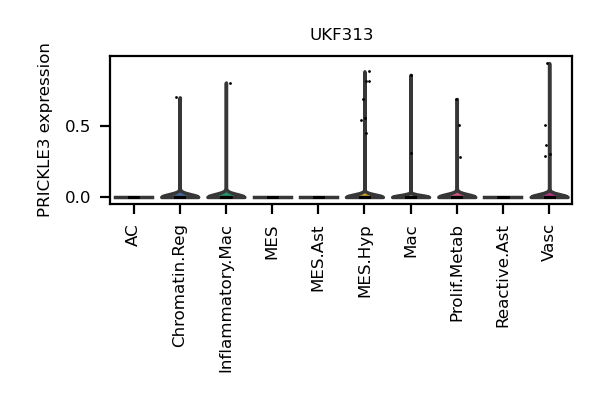 UKF313
PRICKLE3 expression
0.5
0.0
AC
Chromatin.Reg
Inflammatory.Mac
MES
MES.Ast
MES.Hyp
Mac
Prolif.Metab
Reactive.Ast
Vasc